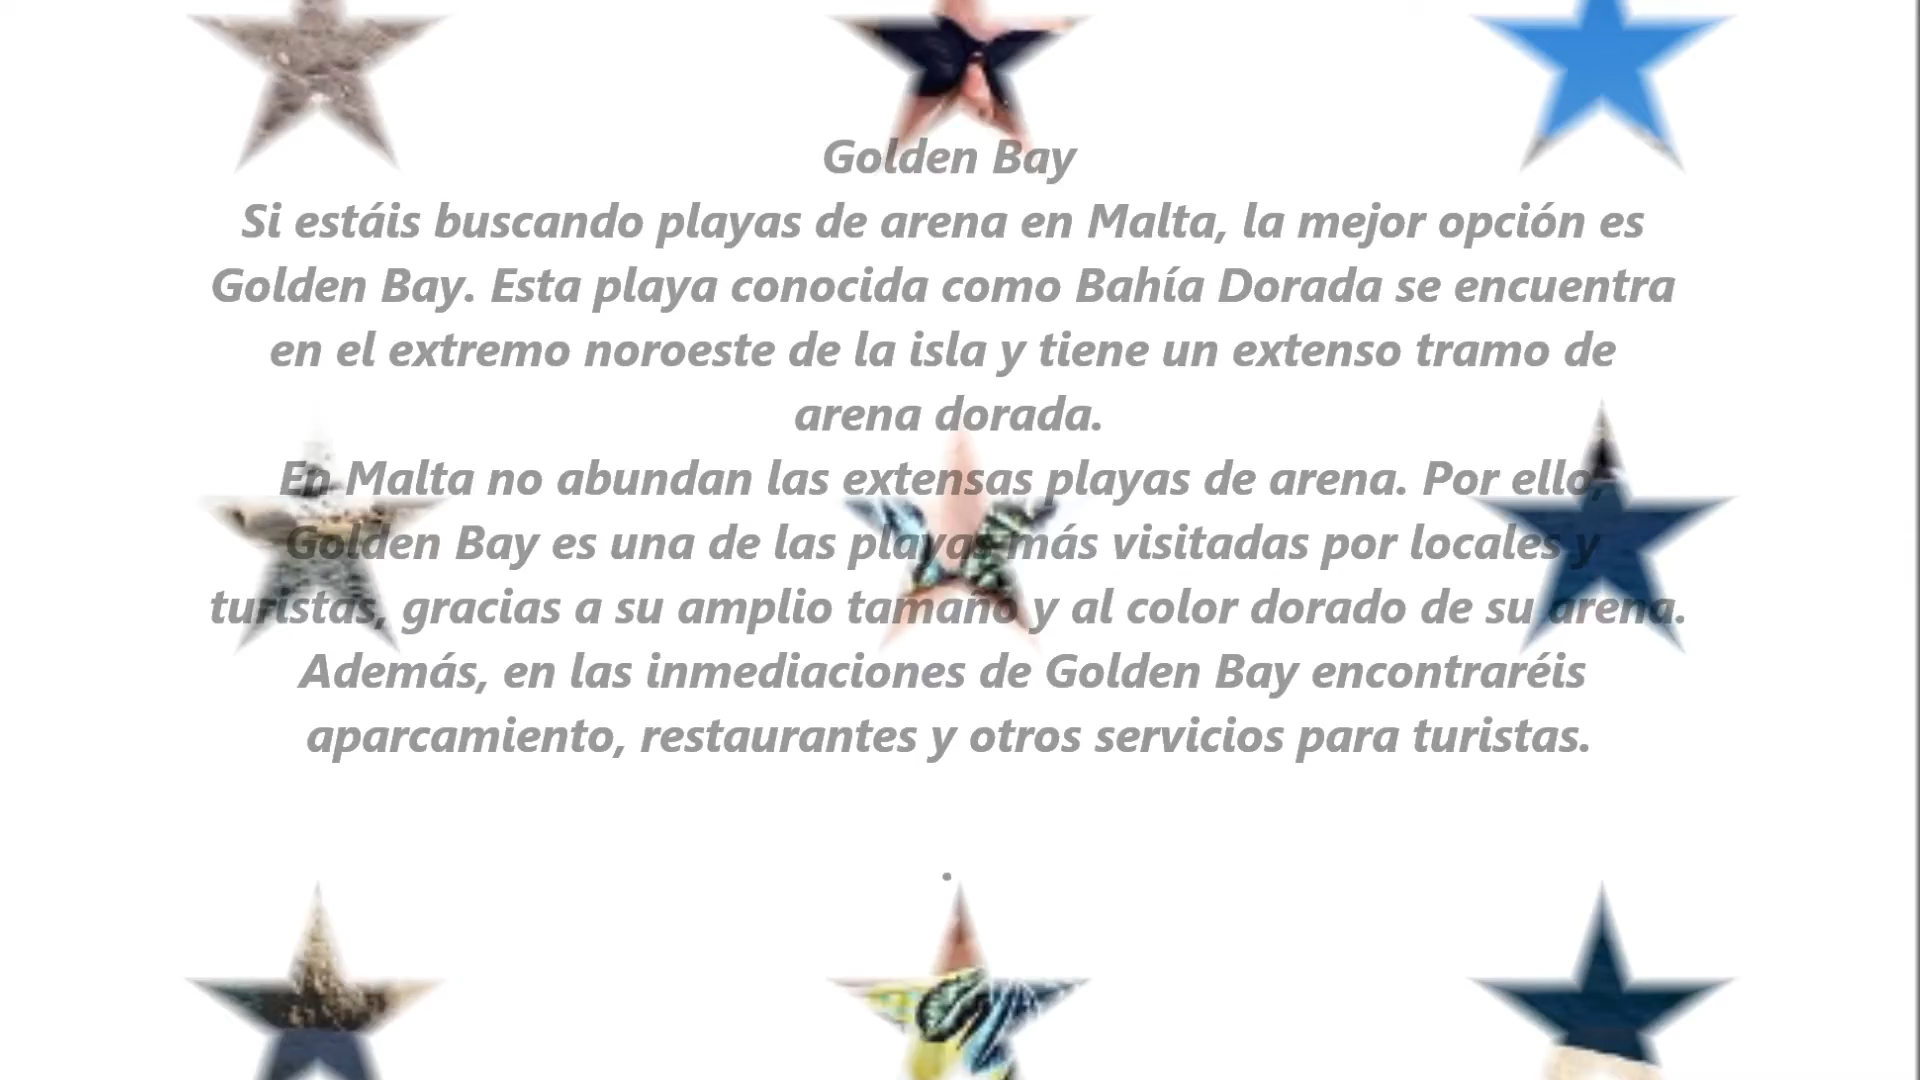 Golden Bay
Si estáis buscando playas de arena en Malta, la mejor opción es
Golden Bay. Esta playa conocida como Bahía Dorada se encuentra
en el extremo noroeste de la isla y tiene un extenso tramo de
arena dorada.
En Malta no abundan las extensas playas de arena. Por ello,
Golden Bay es una de las playas más visitadas por locales y
turistas, gracias a su amplio tamaño y al color dorado de su arena.
Además, en las inmediaciones de Golden Bay encontraréis
aparcamiento, restaurantes y otros servicios para turistas.
.